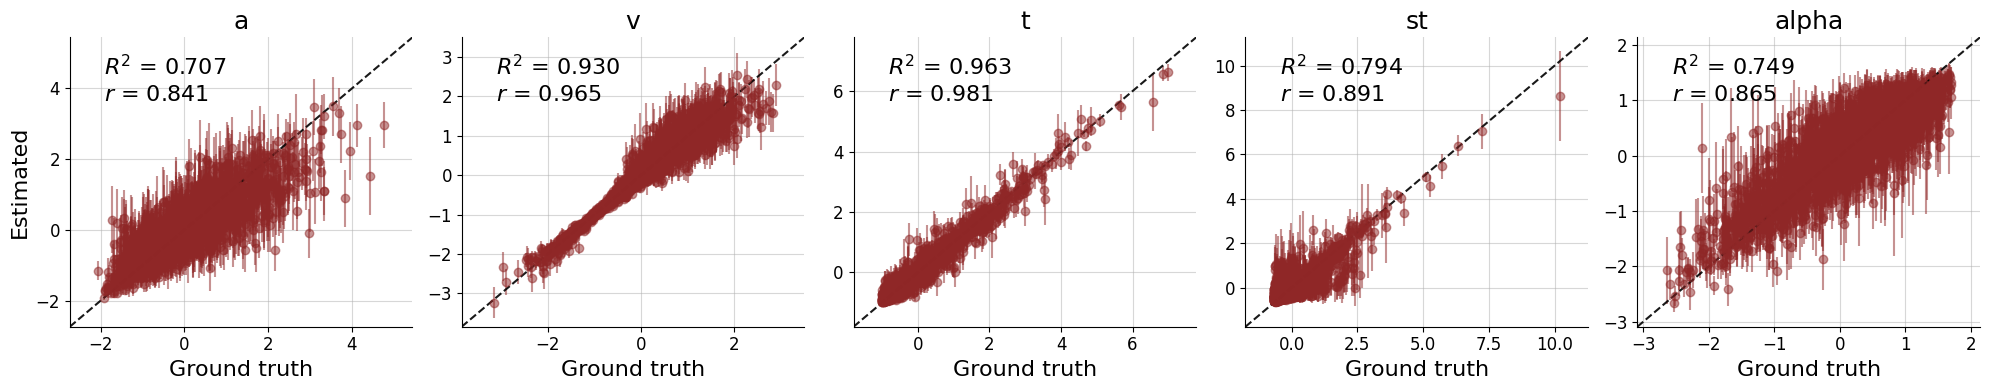 a
R² = 0.707
r = 0.841
4
2
0
−2
−2
0
2
4
Estimated
Ground truth
v
R² = 0.930
r = 0.965
3
2
1
0
−1
−2
−3
−2
0
2
Ground truth
t
R² = 0.963
r = 0.981
6
4
2
0
0
2
4
6
Ground truth
st
R² = 0.794
r = 0.891
10
8
6
4
2
0
0.0
2.5
5.0
7.5
10.0
Ground truth
alpha
R² = 0.749
r = 0.865
2
1
0
−1
−2
−3
−3
−2
−1
0
1
2
Ground truth